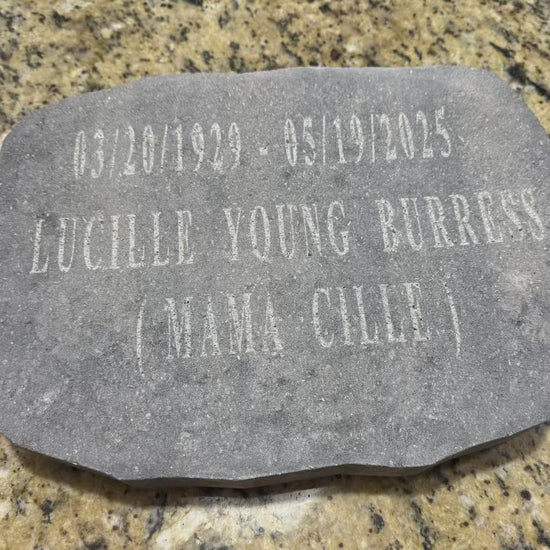 03/20/1929 - 05/19/2025
LUCILLE YOUNG BURRESS
( MAMA CILLE )